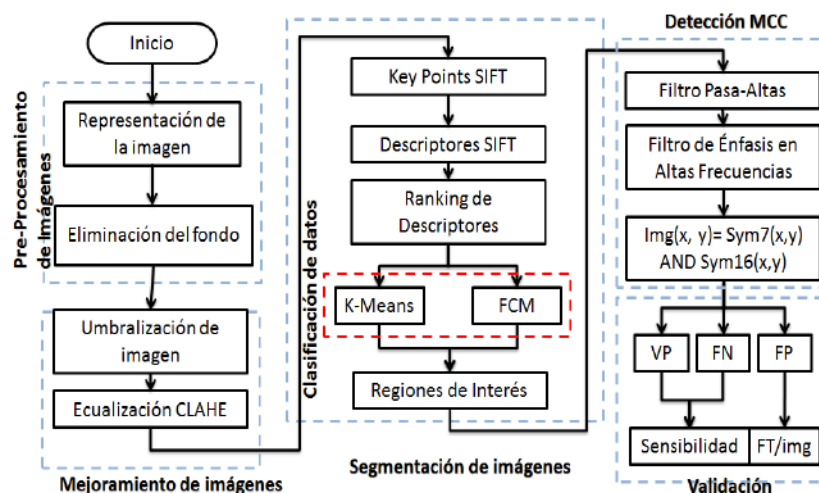 Inicio
Pre-Procesamiento
de Imágenes
Representación de
la imagen
Eliminación del fondo
Umbralización de
imagen
Ecualización CLAHE
Mejoramiento de imágenes
Clasificación de datos
Key Points SIFT
Descriptores SIFT
Ranking de
Descriptores
K-Means
FCM
Regiones de Interés
Segmentación de imágenes
Detección MCC
Filtro Pasa-Altas
Filtro de Énfasis en
Altas Frecuencias
Img(x, y)= Sym7(x,y)
AND Sym16(x,y)
VP
FN
FP
Sensibilidad
FT/img
Validación